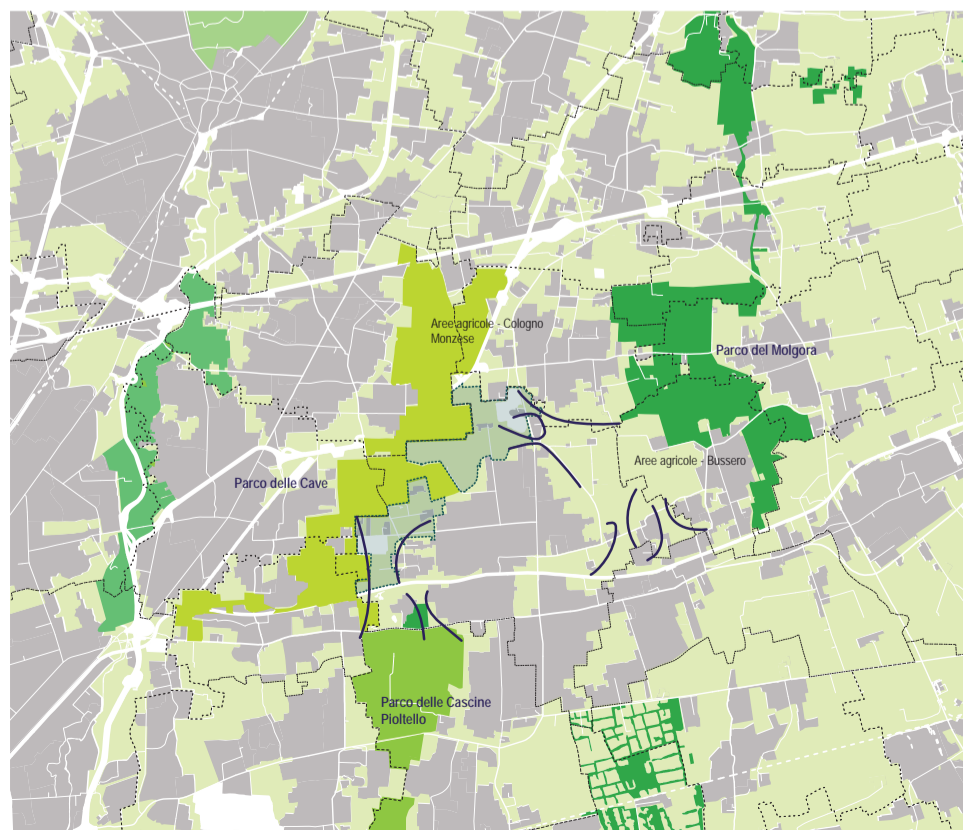 Aree agricole - Cologno
Monzese
Parco del Molgora
Aree agricole - Bussero
Parco delle Cave
Parco delle Cascine
Pioltello